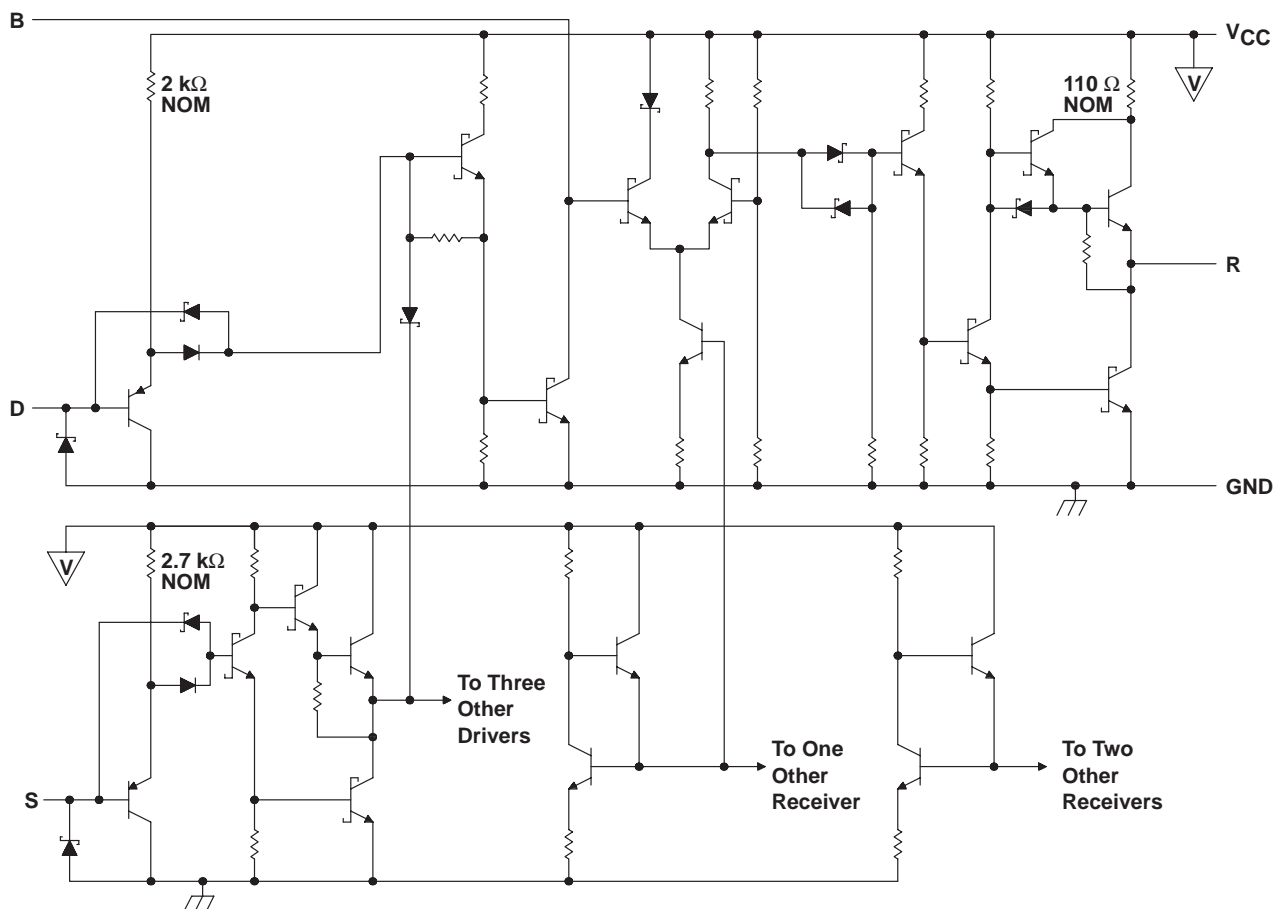 B
VCC
V
2 kΩ
NOM
110 Ω
NOM
R
D
GND
V
2.7 kΩ
NOM
To Three
Other
Drivers
To One
Other
Receiver
To Two
Other
Receivers
S